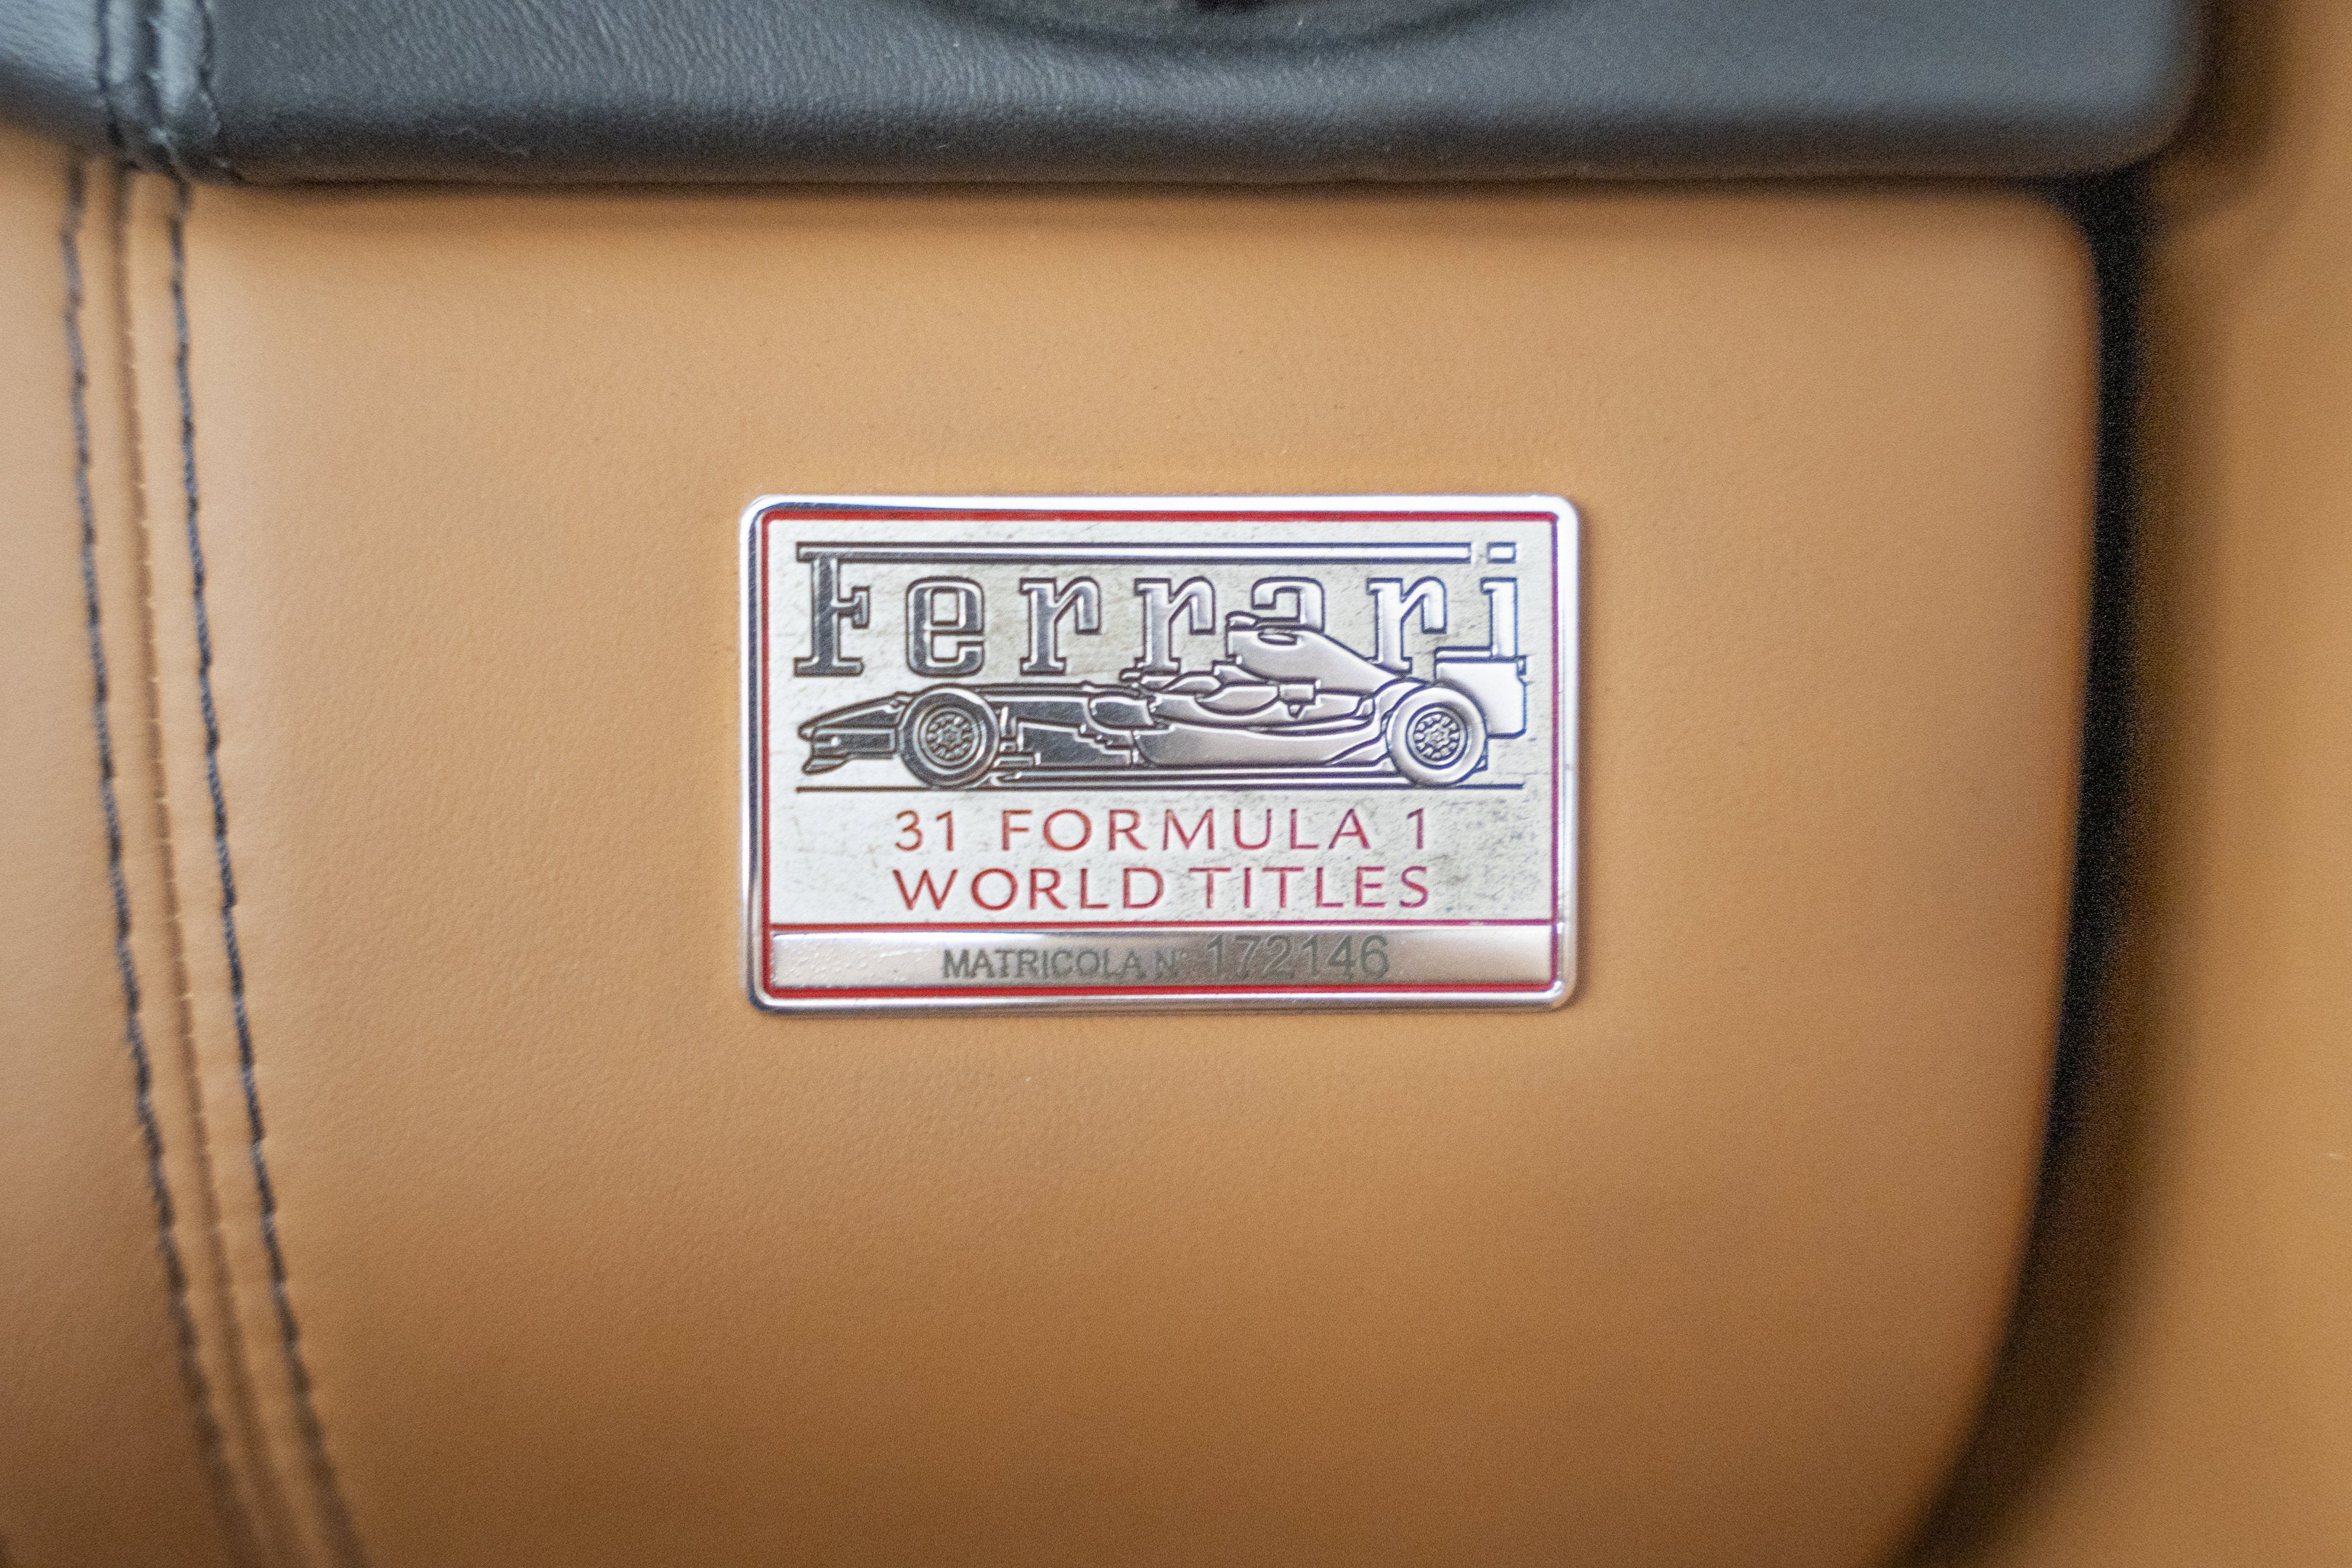 Ferrari
31 FORMULA 1
WORLD TITLES
MATRICOLA N° 172146